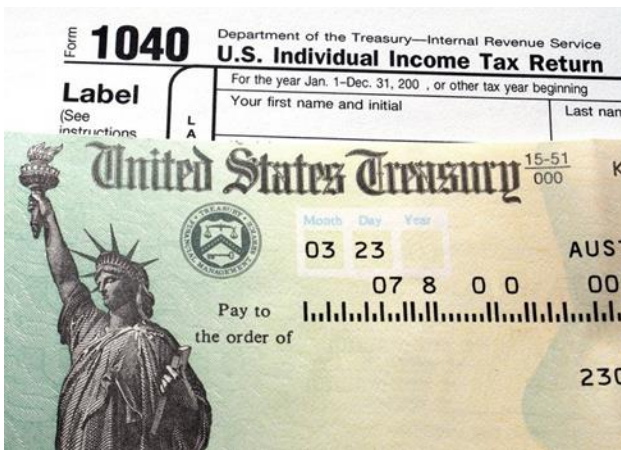 Form 1040
Department of the Treasury—Internal Revenue Service
U.S. Individual Income Tax Return
For the year Jan. 1–Dec. 31, 200 , or other tax year beginning
Label
(See
instructions
L
A
Your first name and initial
Last nan
United States Treasury
15-51
000
K
Month Day Year
03 23
AUST
07 8 0 0 00
Pay to
the order of
230